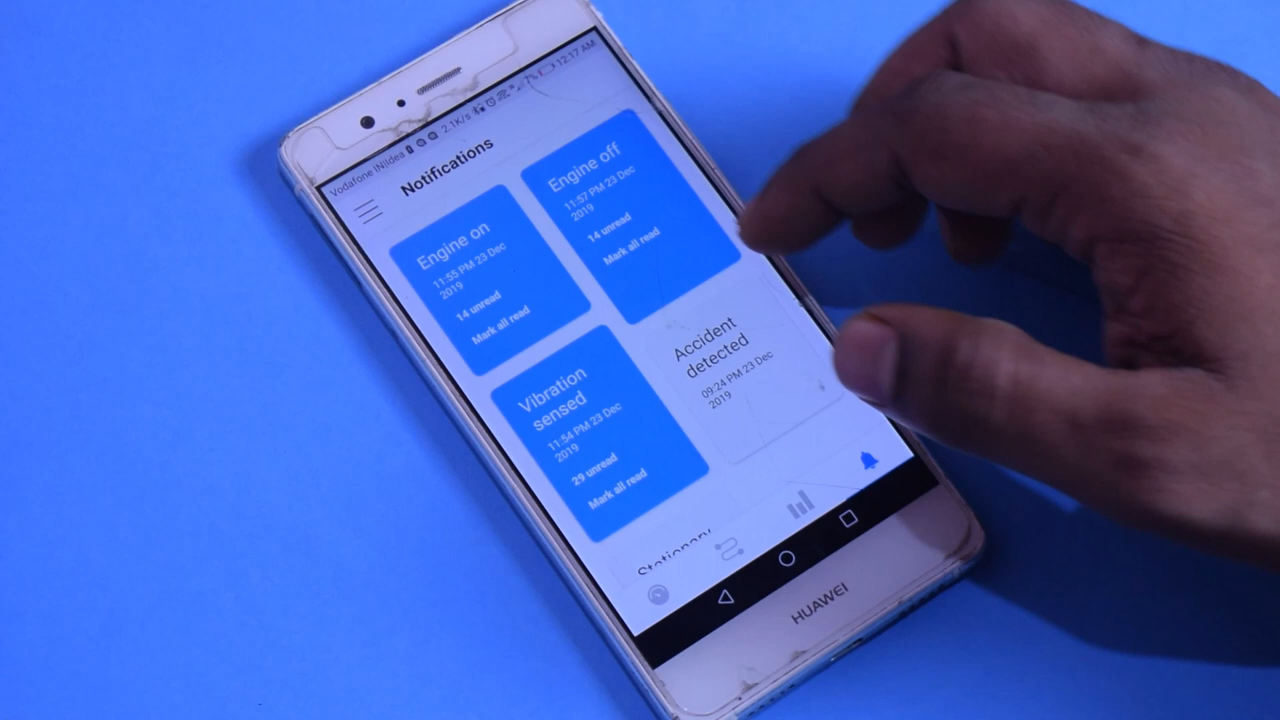 Vodafone IN|Idea 2.1K/s 7% 12:17 AM
Notifications
Engine on
11:55 PM 23 Dec
2019
14 unread
Mark all read
Engine off
11:57 PM 23 Dec
2019
14 unread
Mark all read
Vibration
sensed
11:54 PM 23 Dec
2019
29 unread
Mark all read
Accident
detected
09:24 PM 23 Dec
2019
Stationary
HUAWEI